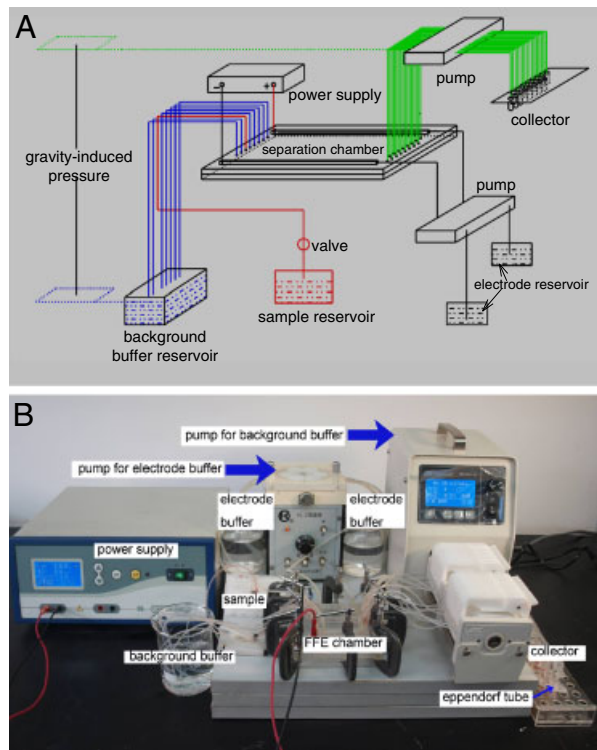 A
pump
power supply
collector
separation chamber
gravity-induced
pressure
pump
valve
electrode reservoir
sample reservoir
background
buffer reservoir
B
pump for background buffer
pump for electrode buffer
electrode
buffer
electrode
buffer
power supply
sample
FFE chamber
background buffer
collector
eppendorf tube